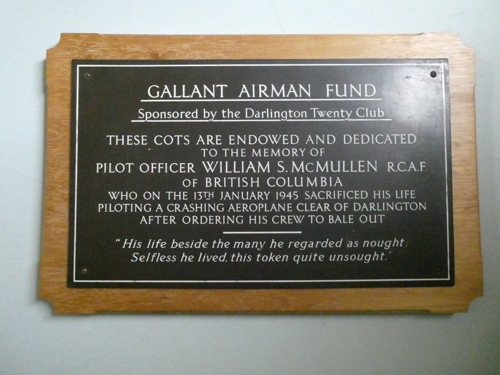 GALLANT AIRMAN FUND
Sponsored by the Darlington Twenty Club
THESE COTS ARE ENDOWED AND DEDICATED
TO THE MEMORY OF
PILOT OFFICER WILLIAM S. McMULLEN R.C.A.F
OF BRITISH COLUMBIA
WHO ON THE 13TH JANUARY 1945 SACRIFICED HIS LIFE
PILOTING A CRASHING AEROPLANE CLEAR OF DARLINGTON
AFTER ORDERING HIS CREW TO BALE OUT
"His life beside the many he regarded as nought.
Selfless he lived, this token quite unsought.'